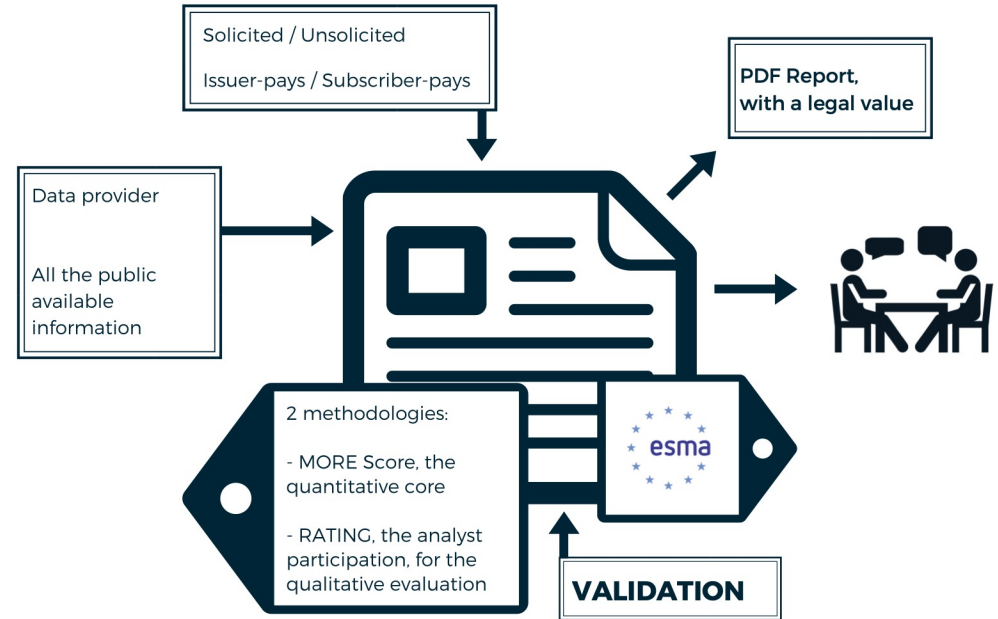 Solicited / Unsolicited
Issuer-pays / Subscriber-pays
PDF Report,
with a legal value
Data provider
All the public
available
information
2 methodologies:
- MORE Score, the
quantitative core
- RATING, the analyst
participation, for the
qualitative evaluation
esma
VALIDATION